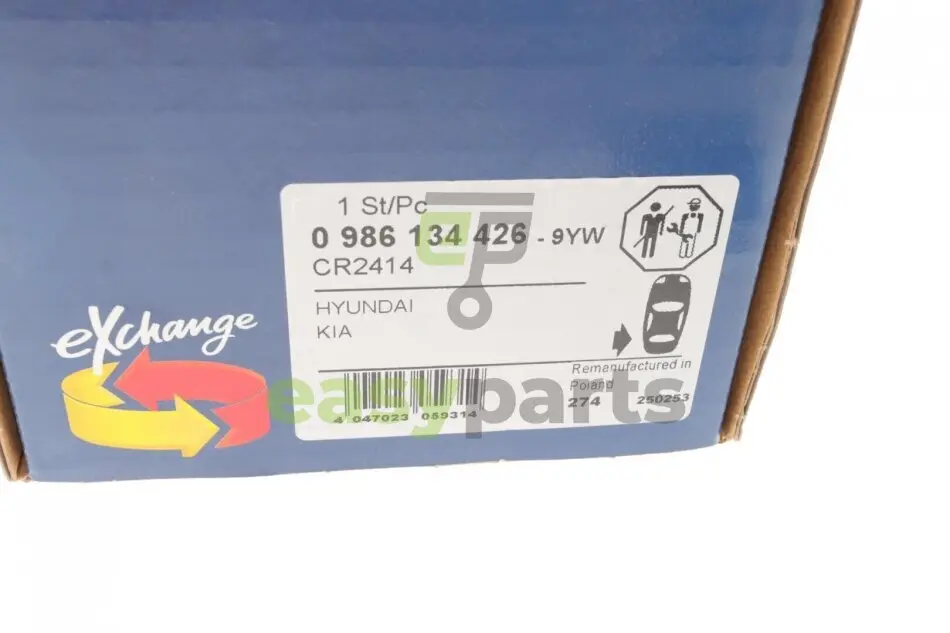 1 St/Pc
0 986 134 426 - 9YW
CR2414
HYUNDAI
KIA
eXchange
Remanufactured in
Poland
274 250253
4 047023 059314
ep
easyparts